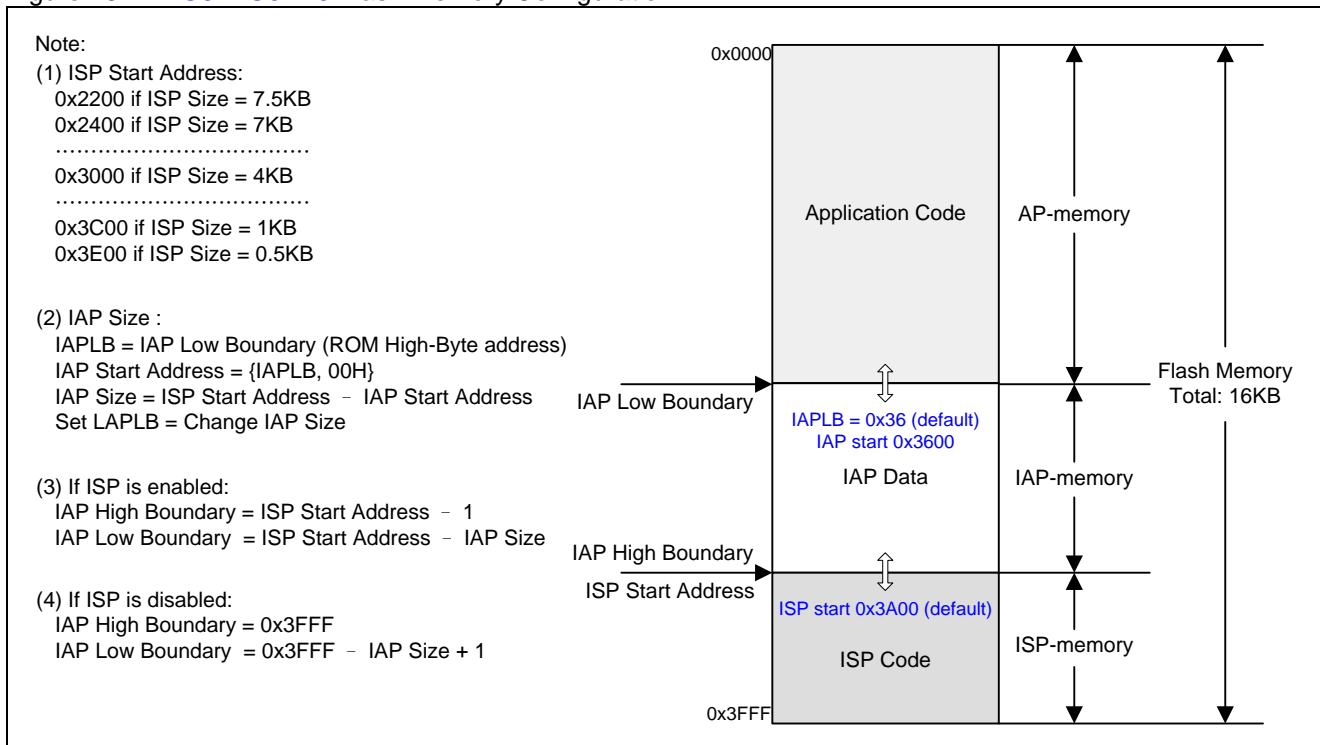 Note:
(1) ISP Start Address:
0x2200 if ISP Size = 7.5KB
0x2400 if ISP Size = 7KB
………………………………
0x3000 if ISP Size = 4KB
………………………………
0x3C00 if ISP Size = 1KB
0x3E00 if ISP Size = 0.5KB
(2) IAP Size :
IAPLB = IAP Low Boundary (ROM High-Byte address)
IAP Start Address = {IAPLB, 00H}
IAP Size = ISP Start Address – IAP Start Address
Set LAPLB = Change IAP Size
(3) If ISP is enabled:
IAP High Boundary = ISP Start Address – 1
IAP Low Boundary = ISP Start Address – IAP Size
(4) If ISP is disabled:
IAP High Boundary = 0x3FFF
IAP Low Boundary = 0x3FFF – IAP Size + 1
0x0000
Application Code
AP-memory
Flash Memory
Total: 16KB
IAP Low Boundary
IAPLB = 0x36 (default)
IAP start 0x3600
IAP Data
IAP-memory
IAP High Boundary
ISP Start Address
ISP start 0x3A00 (default)
ISP Code
ISP-memory
0x3FFF